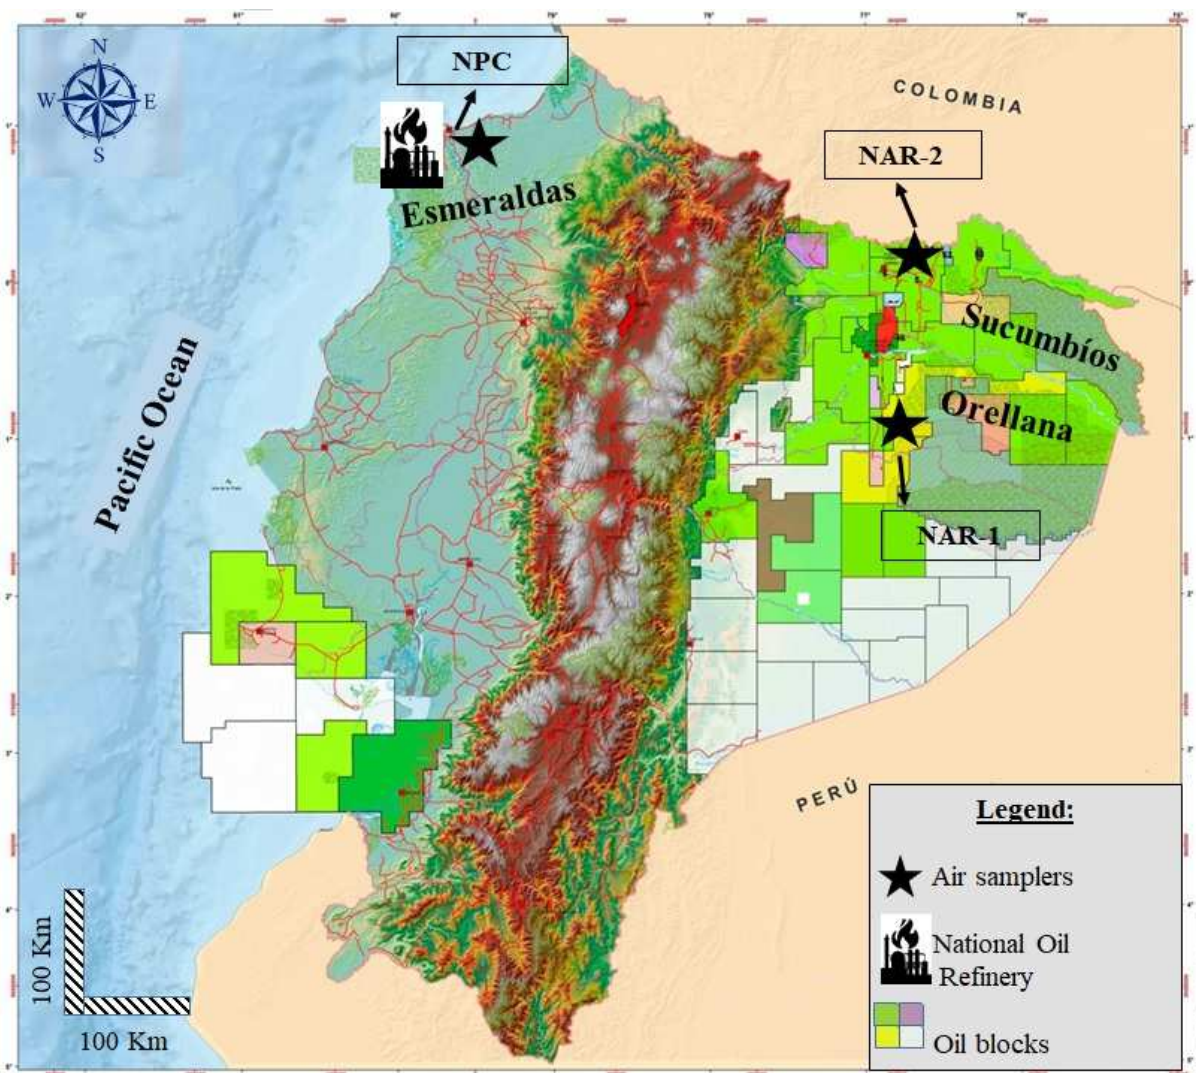 N
W
E
S
NPC
COLOMBIA
NAR-2
Esmeraldas
Sucumbíos
Pacific Ocean
Orellana
NAR-1
PERÚ
Legend:
Air samplers
National Oil
Refinery
Oil blocks
100 Km
100 Km